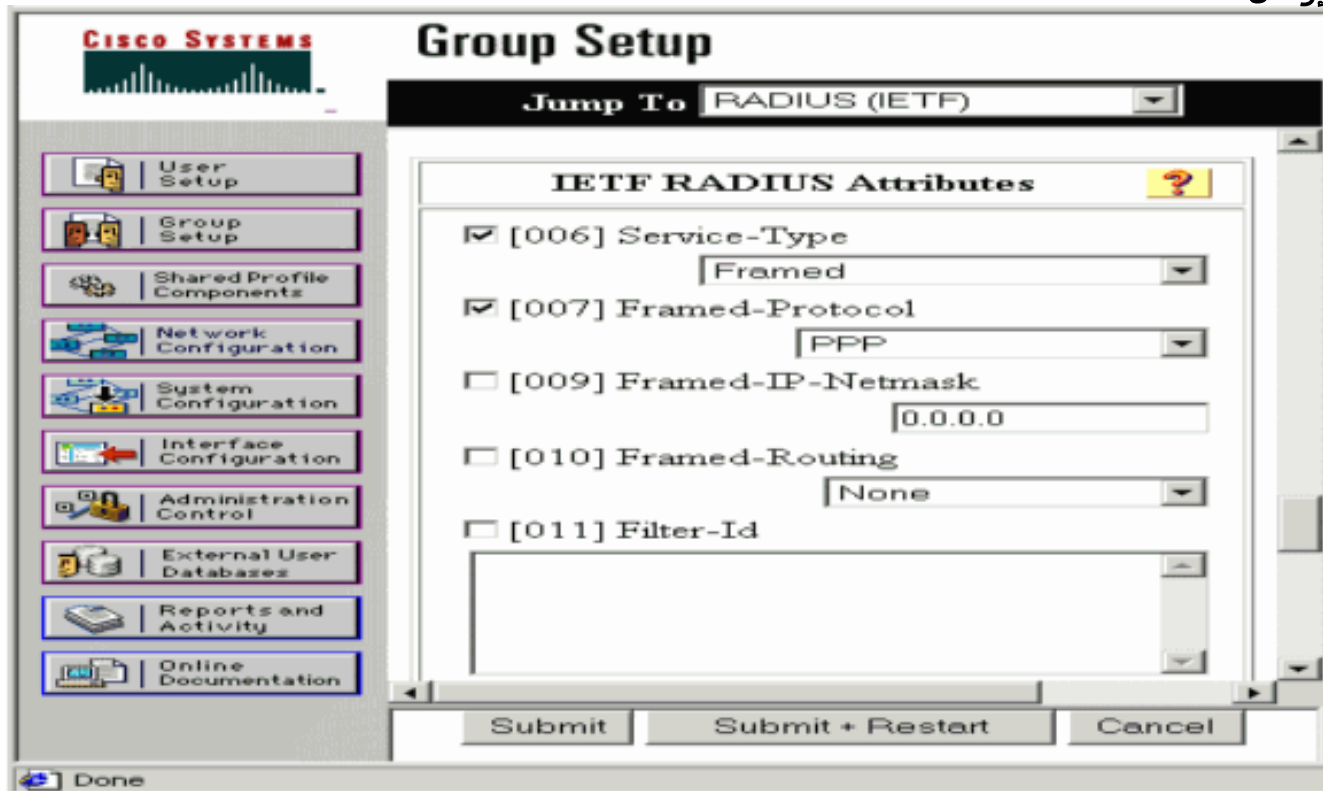 CISCO SYSTEMS
Group Setup
Jump To RADIUS (IETF)
User
Setup
Group
Setup
Shared Profile
Components
Network
Configuration
System
Configuration
Interface
Configuration
Administration
Control
External User
Databases
Reports and
Activity
Online
Documentation
IETF RADIUS Attributes ?
[006] Service-Type
Framed
[007] Framed-Protocol
PPP
[009] Framed-IP-Netmask
0.0.0.0
[010] Framed-Routing
None
[011] Filter-Id
Submit
Submit + Restart
Cancel
Done